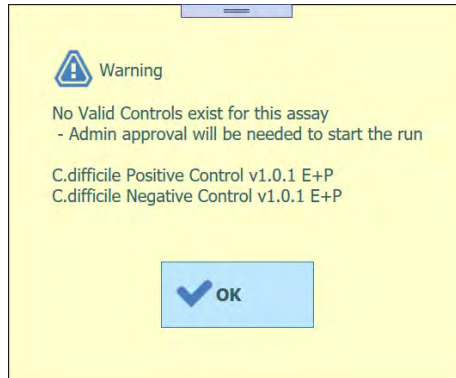 Warning
No Valid Controls exist for this assay
- Admin approval will be needed to start the run
C.difficile Positive Control v1.0.1 E+P
C.difficile Negative Control v1.0.1 E+P
OK